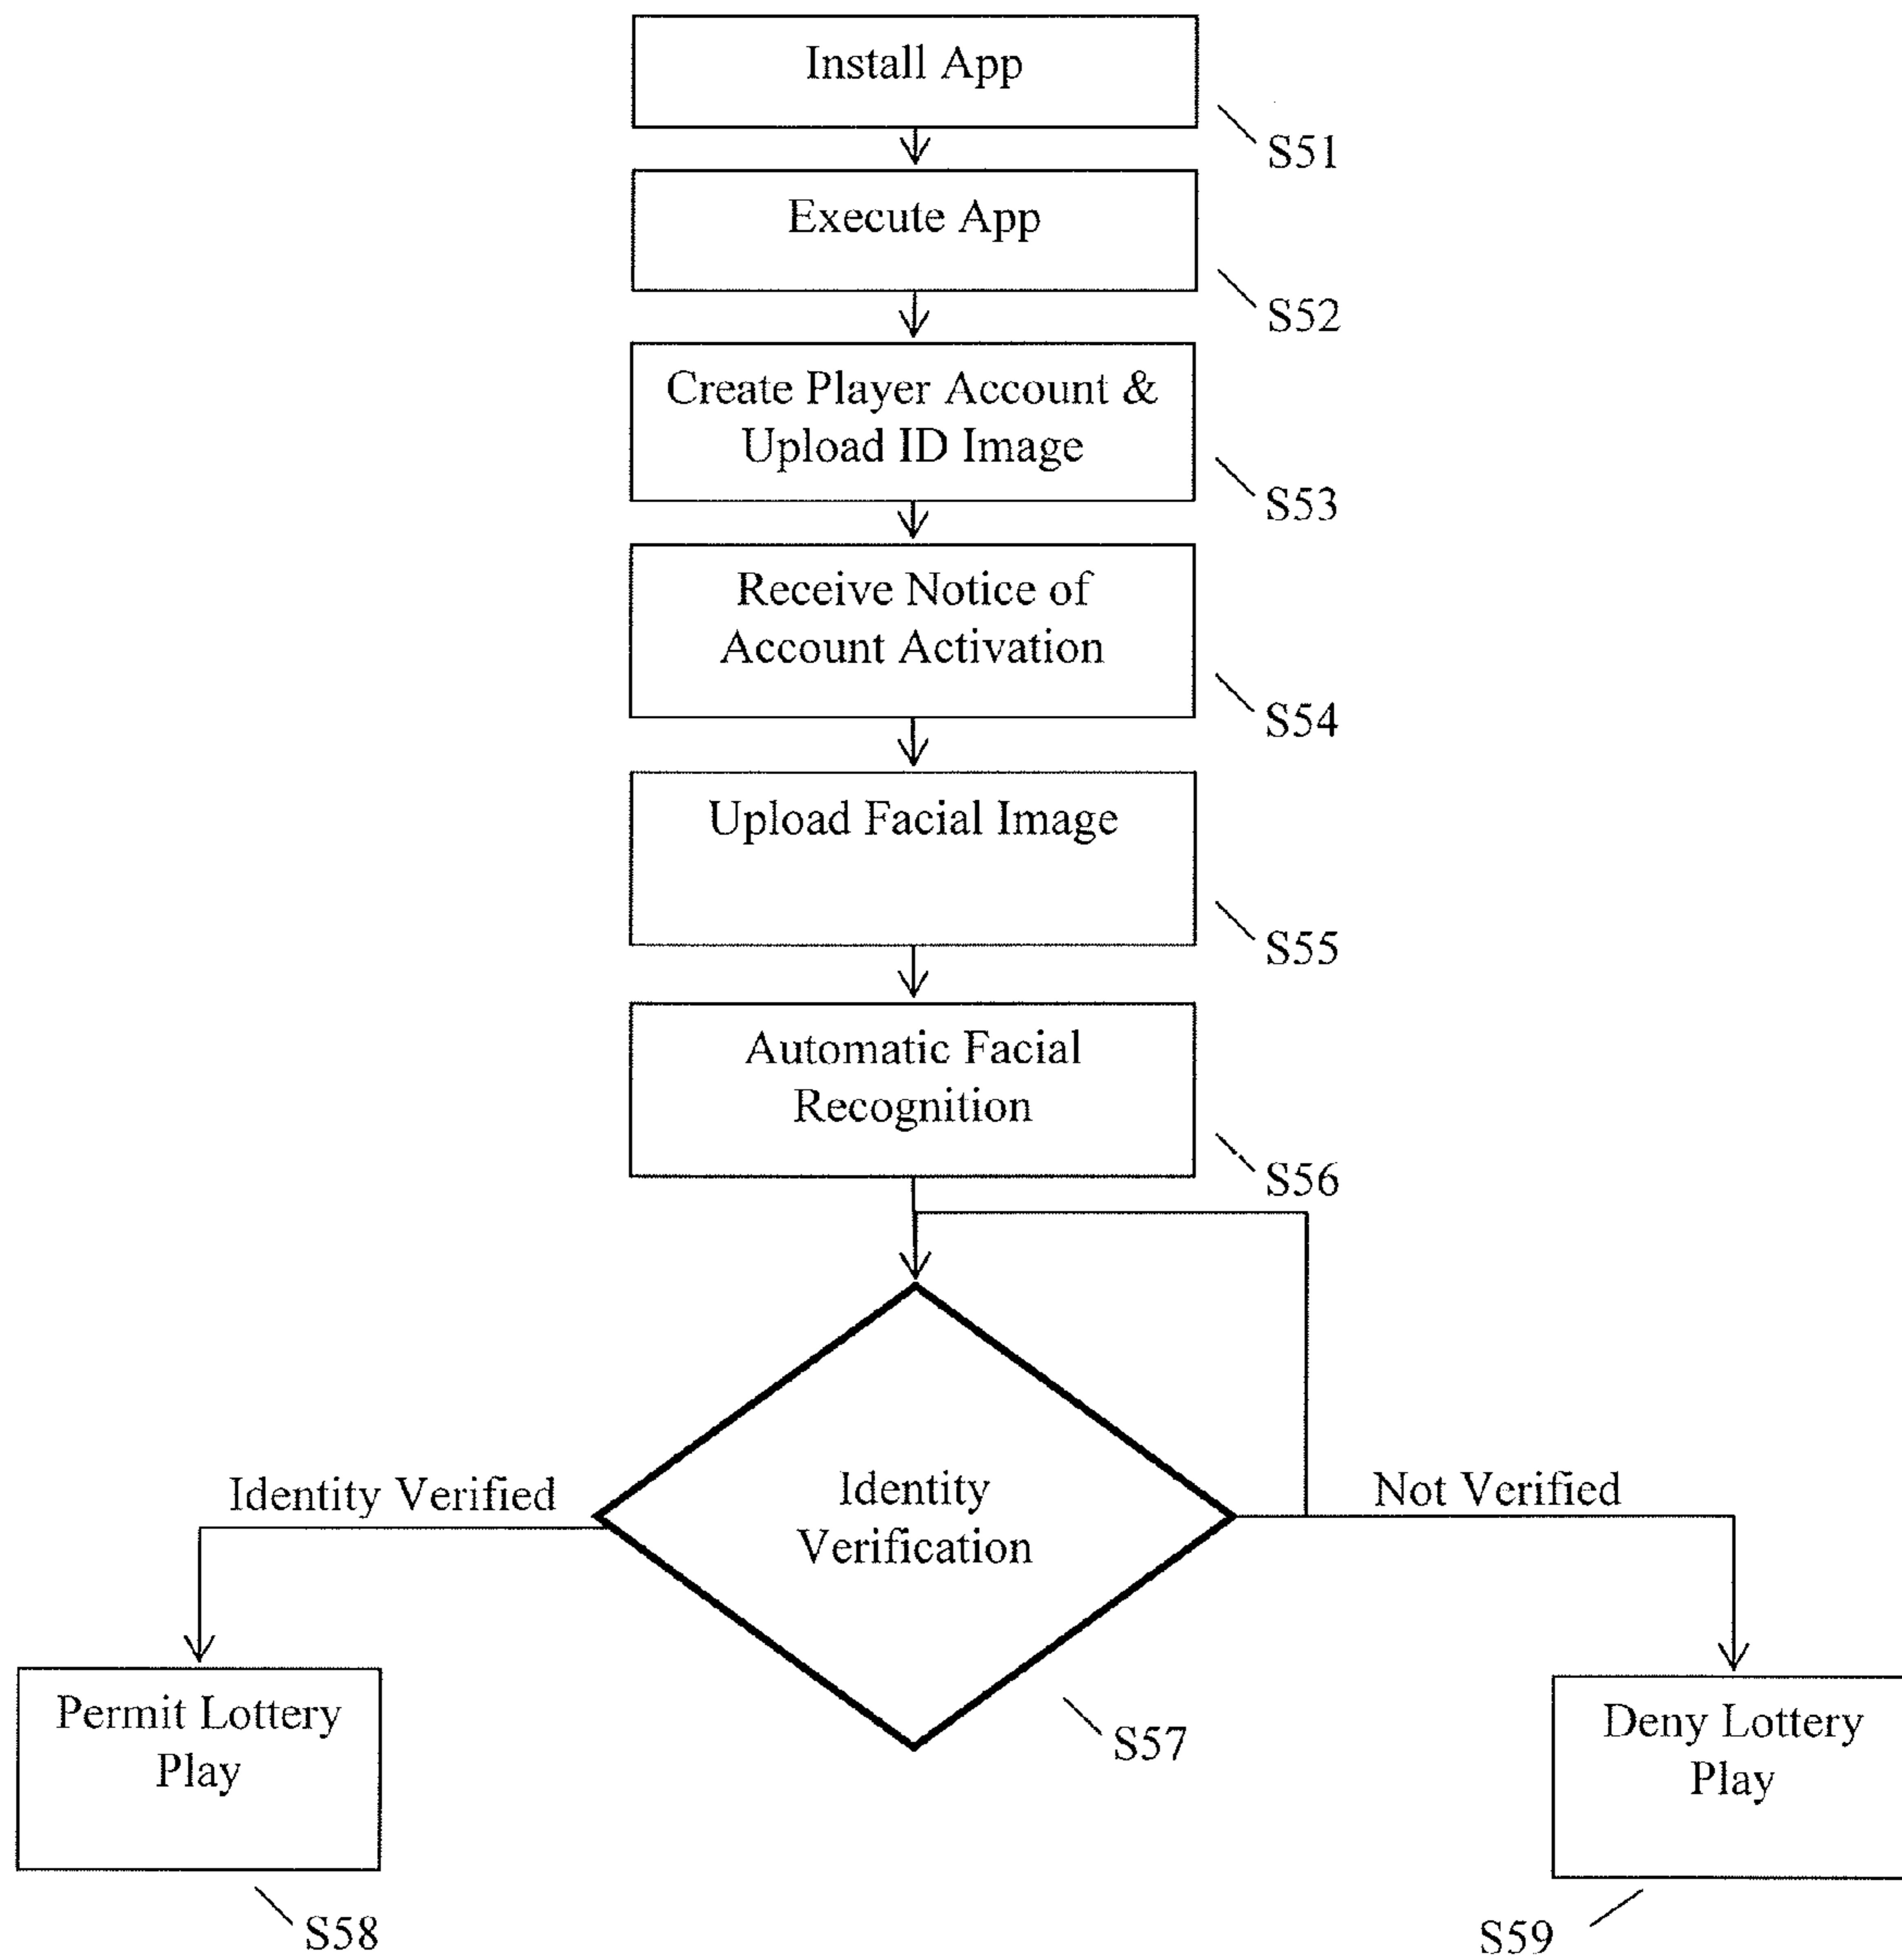 Install App
S51
Execute App
S52
Create Player Account &
Upload ID Image
S53
Receive Notice of
Account Activation
S54
Upload Facial Image
S55
Automatic Facial
Recognition
S56
Identity Verified
Identity
Verification
Not Verified
S57
Permit Lottery
Play
S58
Deny Lottery
Play
S59